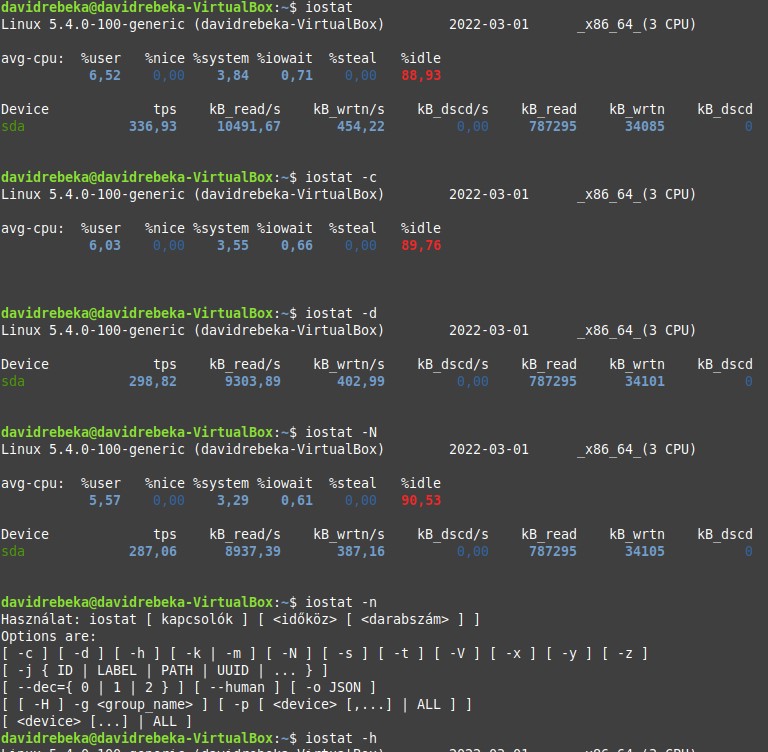 davidrebeka@davidrebeka-VirtualBox:~$ iostat
Linux 5.4.0-100-generic (davidrebeka-VirtualBox) 2022-03-01 _x86_64_(3 CPU)
avg-cpu: %user %nice %system %iowait %steal %idle
6,52 0,00 3,84 0,71 0,00 88,93
Device tps kB_read/s kB_wrtn/s kB_dscd/s kB_read kB_wrtn kB_dscd
sda 336,93 10491,67 454,22 0,00 787295 34085 0
davidrebeka@davidrebeka-VirtualBox:~$ iostat -c
Linux 5.4.0-100-generic (davidrebeka-VirtualBox) 2022-03-01 _x86_64_(3 CPU)
avg-cpu: %user %nice %system %iowait %steal %idle
6,03 0,00 3,55 0,66 0,00 89,76
davidrebeka@davidrebeka-VirtualBox:~$ iostat -d
Linux 5.4.0-100-generic (davidrebeka-VirtualBox) 2022-03-01 _x86_64_(3 CPU)
Device tps kB_read/s kB_wrtn/s kB_dscd/s kB_read kB_wrtn kB_dscd
sda 298,82 9303,89 402,99 0,00 787295 34101 0
davidrebeka@davidrebeka-VirtualBox:~$ iostat -N
Linux 5.4.0-100-generic (davidrebeka-VirtualBox) 2022-03-01 _x86_64_(3 CPU)
avg-cpu: %user %nice %system %iowait %steal %idle
5,57 0,00 3,29 0,61 0,00 90,53
Device tps kB_read/s kB_wrtn/s kB_dscd/s kB_read kB_wrtn kB_dscd
sda 287,06 8937,39 387,16 0,00 787295 34105 0
davidrebeka@davidrebeka-VirtualBox:~$ iostat -n
Használat: iostat [ kapcsolók ] [ <időköz> [ <darabszám> ] ]
Options are:
[ -c ] [ -d ] [ -h ] [ -k | -m ] [ -N ] [ -s ] [ -t ] [ -V ] [ -x ] [ -y ] [ -z ]
[ -j { ID | LABEL | PATH | UUID | ... } ]
[ --dec={ 0 | 1 | 2 } ] [ --human ] [ -o JSON ]
[ [ -H ] -g <group_name> ] [ -p [ <device> [,...] | ALL ] ]
[ <device> [...] | ALL ]
davidrebeka@davidrebeka-VirtualBox:~$ iostat -h